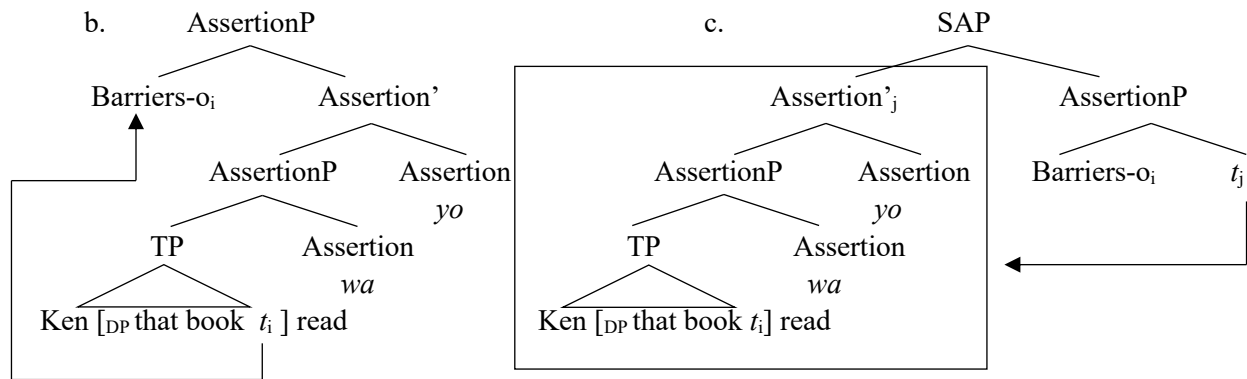 b. AssertionP
Barriers-oi Assertion’
AssertionP Assertion
yo
TP Assertion
wa
Ken [DP that book ti ] read
c. SAP
Assertion’j AssertionP
AssertionP Assertion Barriers-oi tj
yo
TP Assertion
wa
Ken [DP that book ti] read